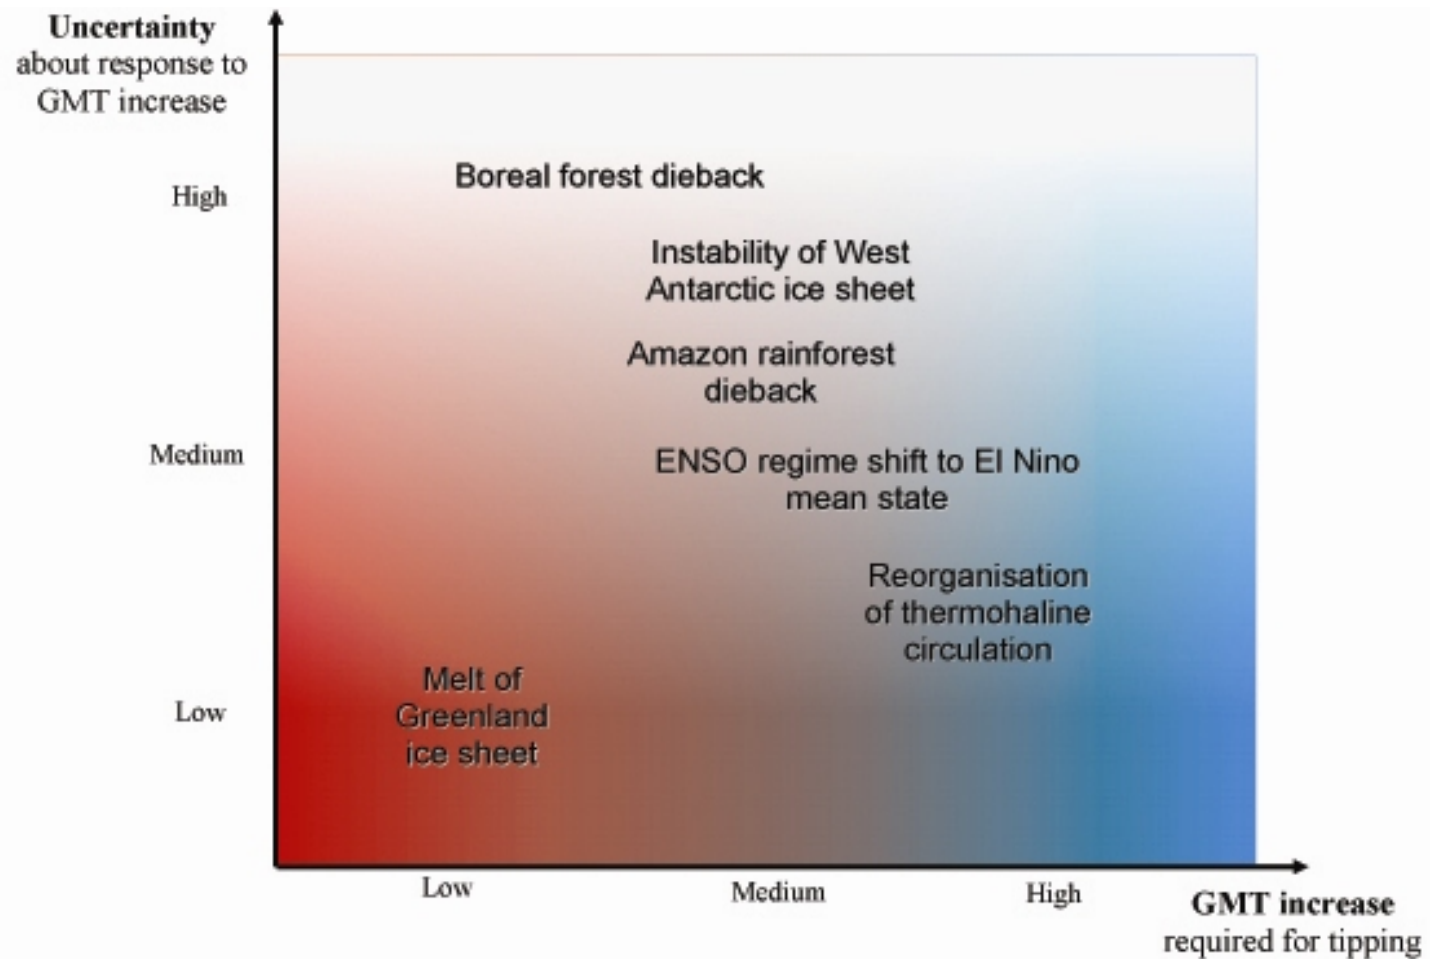 Uncertainty
about response to
GMT increase
High
Medium
Low
Boreal forest dieback
Instability of West
Antarctic ice sheet
Amazon rainforest
dieback
ENSO regime shift to El Nino
mean state
Reorganisation
of thermohaline
circulation
Melt of
Greenland
ice sheet
Low
Medium
High
GMT increase
required for tipping